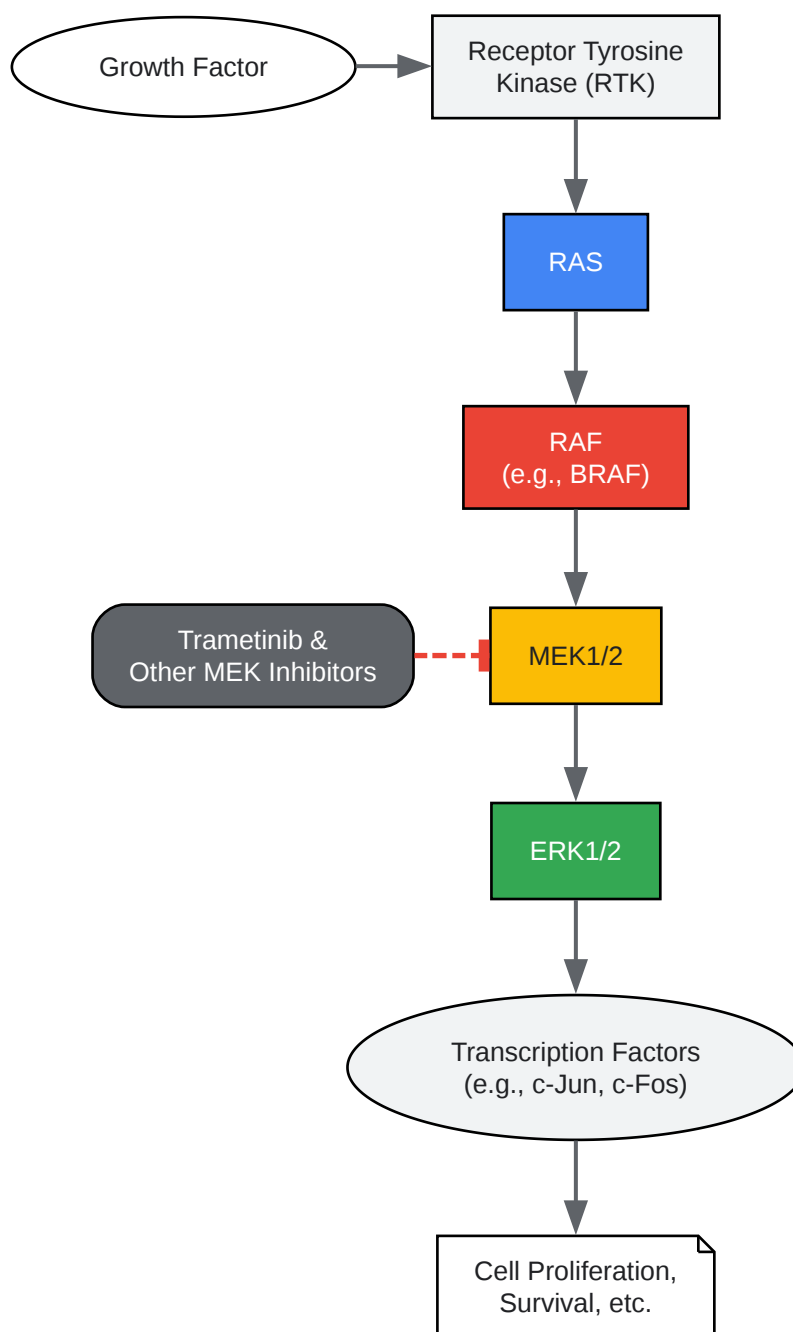 Growth Factor
Receptor Tyrosine
Kinase (RTK)
RAS
RAF
(e.g., BRAF)
Trametinib &
Other MEK Inhibitors
MEK1/2
ERK1/2
Transcription Factors
(e.g., c-Jun, c-Fos)
Cell Proliferation,
Survival, etc.